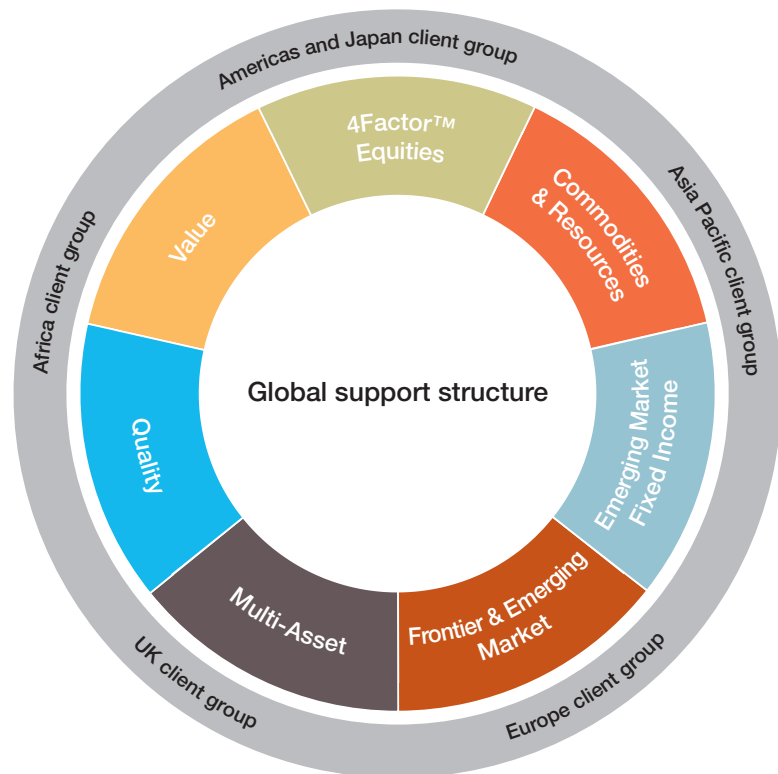 Americas and Japan client group
Asia Pacific client group
Europe client group
UK client group
Africa client group
4Factor™
Equities
Commodities
& Resources
Emerging Market
Fixed Income
Frontier & Emerging
Market
Multi-Asset
Quality
Value
Global support structure